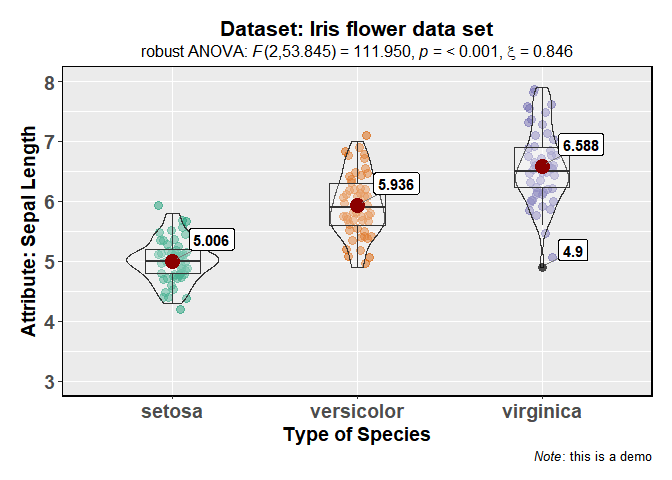 Dataset: Iris flower data set
robust ANOVA: F(2,53.845) = 111.950, p = < 0.001, ξ = 0.846
Attribute: Sepal Length
8
7
6
5
4
3
5.006
5.936
6.588
4.9
setosa
versicolor
virginica
Type of Species
Note: this is a demo